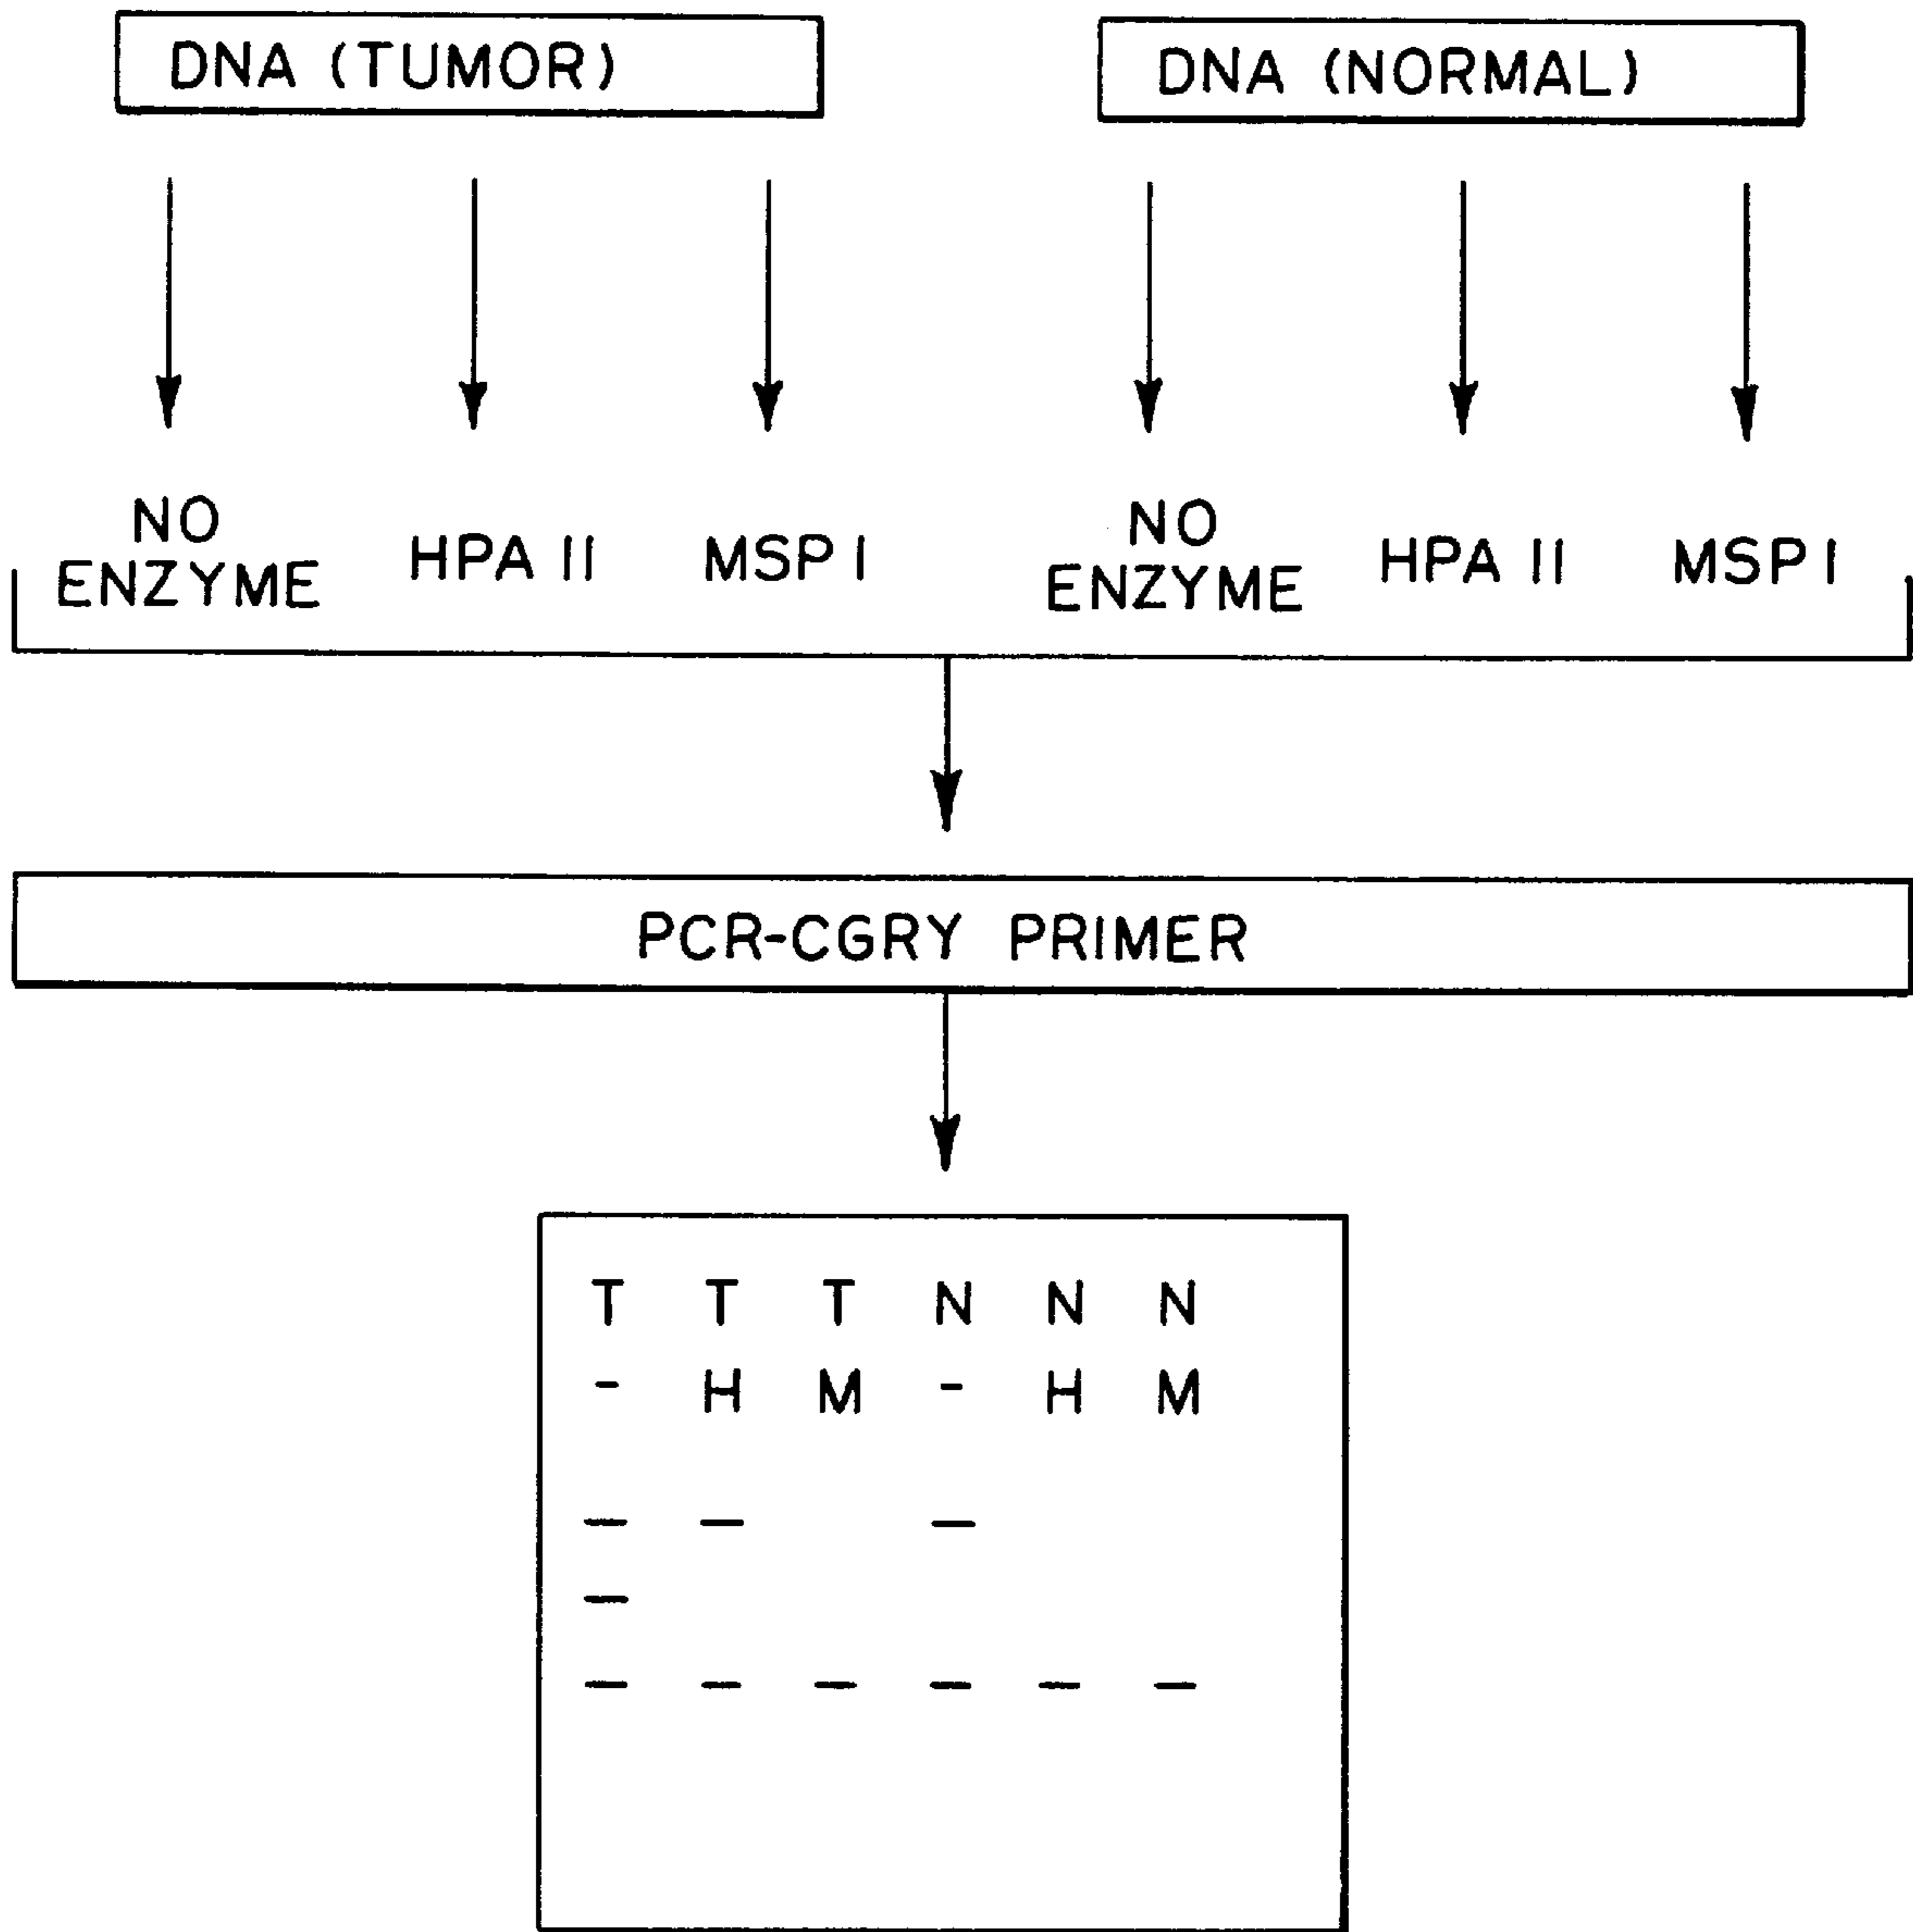 DNA (TUMOR)
DNA (NORMAL)
NO
ENZYME
HPA II
MSP I
NO
ENZYME
HPA II
MSP I
PCR-CGRY PRIMER
T T T N N N
- H M - H M